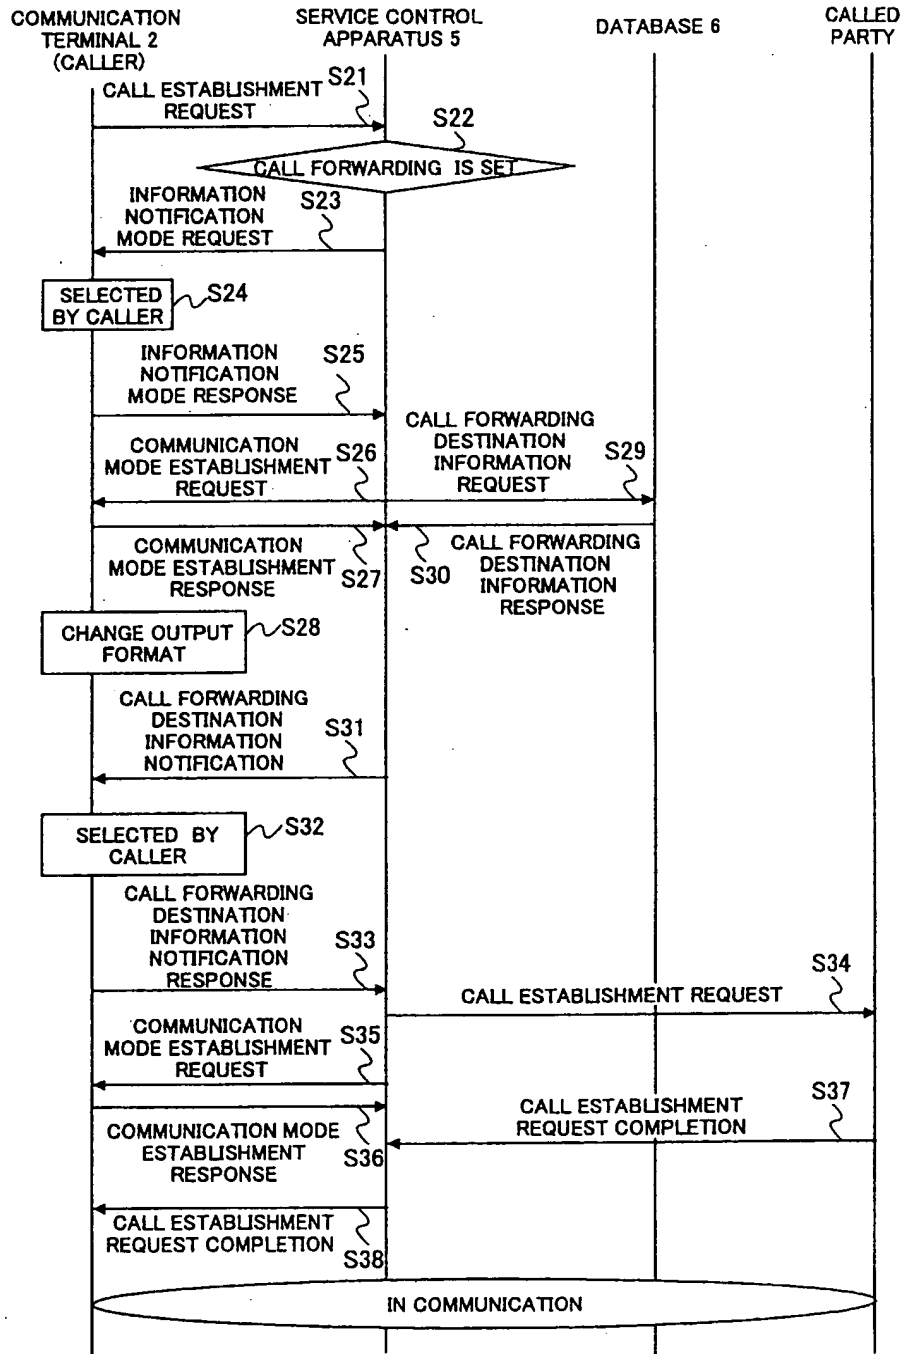 COMMUNICATION
TERMINAL 2
(CALLER)
SERVICE CONTROL
APPARATUS 5
DATABASE 6
CALLED
PARTY
CALL ESTABLISHMENT
REQUEST
S21
S22
CALL FORWARDING IS SET
INFORMATION
NOTIFICATION
MODE REQUEST
S23
SELECTED
BY CALLER
S24
INFORMATION
NOTIFICATION
MODE RESPONSE
S25
COMMUNICATION
MODE ESTABLISHMENT
REQUEST
S26
CALL FORWARDING
DESTINATION
INFORMATION
REQUEST
S29
COMMUNICATION
MODE ESTABLISHMENT
RESPONSE
S27
S30
CALL FORWARDING
DESTINATION
INFORMATION
RESPONSE
CHANGE OUTPUT
FORMAT
S28
CALL FORWARDING
DESTINATION
INFORMATION
NOTIFICATION
S31
SELECTED BY
CALLER
S32
CALL FORWARDING
DESTINATION
INFORMATION
NOTIFICATION
RESPONSE
S33
CALL ESTABLISHMENT REQUEST
S34
COMMUNICATION
MODE ESTABLISHMENT
REQUEST
S35
COMMUNICATION MODE
ESTABLISHMENT
RESPONSE
S36
CALL ESTABLISHMENT
REQUEST COMPLETION
S37
CALL ESTABLISHMENT
REQUEST COMPLETION
S38
IN COMMUNICATION